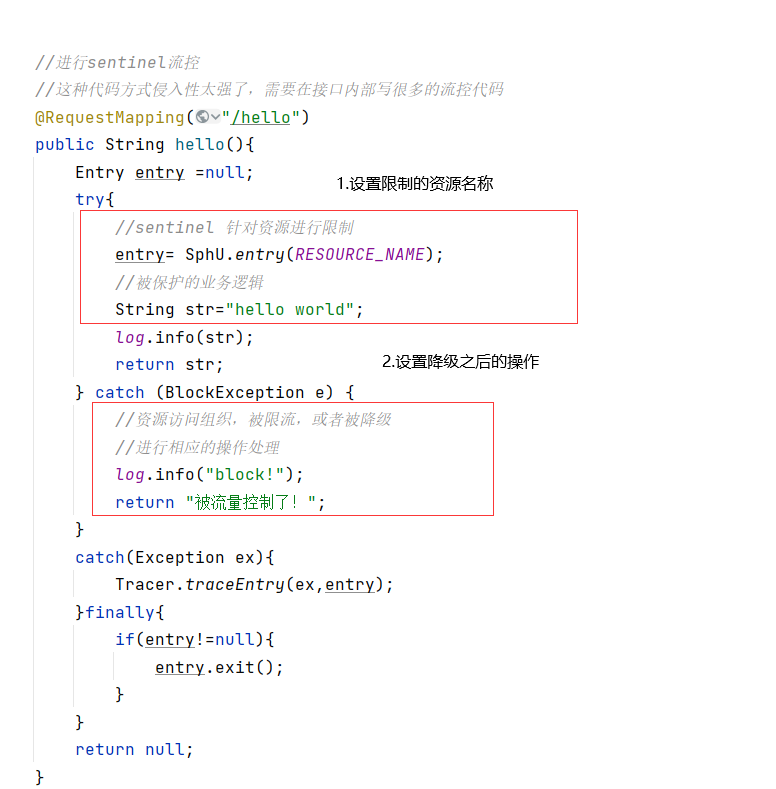 //进行sentinel流控
//这种代码方式侵入性太强了，需要在接口内部写很多的流控代码
@RequestMapping("/hello")
public String hello(){
Entry entry =null;
1.设置限制的资源名称
try{
//sentinel 针对资源进行限制
entry= SphU.entry(RESOURCE_NAME);
//被保护的业务逻辑
String str="hello world";
log.info(str);
2.设置降级之后的操作
return str;
} catch (BlockException e) {
//资源访问组织，被限流，或者被降级
//进行相应的操作处理
log.info("block!");
return "被流量控制了！";
}
catch(Exception ex){
Tracer.traceEntry(ex,entry);
}finally{
if(entry!=null){
entry.exit();
}
}
return null;
}